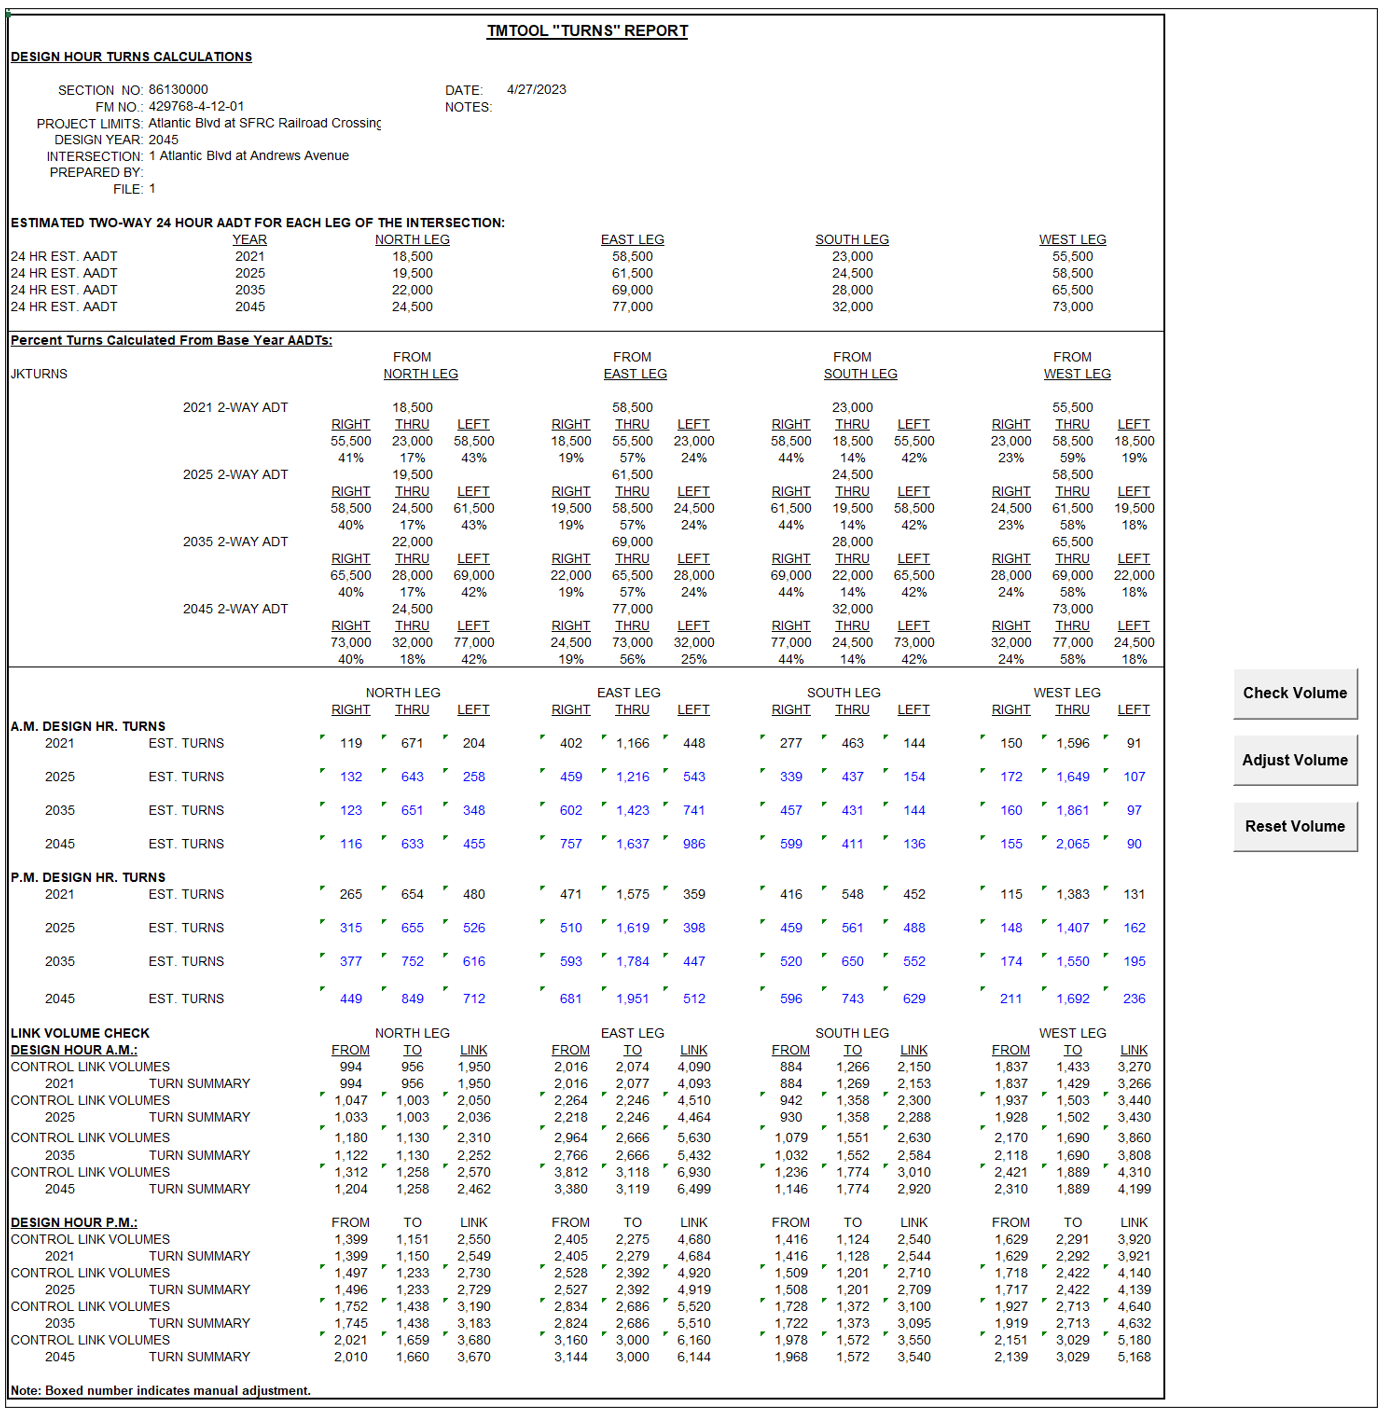 TMTOOL "TURNS" REPORT
DESIGN HOUR TURNS CALCULATIONS
SECTION NO: 86130000 DATE: 4/27/2023
FM NO.: 429768-4-12-01 NOTES:
PROJECT LIMITS: Atlantic Blvd at SFRC Railroad Crossing
DESIGN YEAR: 2045
INTERSECTION: 1 Atlantic Blvd at Andrews Avenue
PREPARED BY:
FILE: 1
ESTIMATED TWO-WAY 24 HOUR AADT FOR EACH LEG OF THE INTERSECTION:
YEAR NORTH LEG EAST LEG SOUTH LEG WEST LEG
24 HR EST. AADT 2021 18,500 58,500 23,000 55,500
24 HR EST. AADT 2025 19,500 61,500 24,500 58,500
24 HR EST. AADT 2035 22,000 69,000 28,000 65,500
24 HR EST. AADT 2045 24,500 77,000 32,000 73,000
Percent Turns Calculated From Base Year AADTs:
FROM FROM FROM FROM
JKTURNS NORTH LEG EAST LEG SOUTH LEG WEST LEG
2021 2-WAY ADT 18,500 58,500 23,000 55,500
RIGHT THRU LEFT RIGHT THRU LEFT RIGHT THRU LEFT RIGHT THRU LEFT
55,500 23,000 58,500 18,500 55,500 23,000 58,500 18,500 55,500 23,000 58,500 18,500
41% 17% 43% 19% 57% 24% 44% 14% 42% 23% 59% 19%
2025 2-WAY ADT 19,500 61,500 24,500 58,500
RIGHT THRU LEFT RIGHT THRU LEFT RIGHT THRU LEFT RIGHT THRU LEFT
58,500 24,500 61,500 19,500 58,500 24,500 61,500 19,500 58,500 24,500 61,500 19,500
40% 17% 43% 19% 57% 24% 44% 14% 42% 23% 58% 18%
2035 2-WAY ADT 22,000 69,000 28,000 65,500
RIGHT THRU LEFT RIGHT THRU LEFT RIGHT THRU LEFT RIGHT THRU LEFT
65,500 28,000 69,000 22,000 65,500 28,000 69,000 22,000 65,500 28,000 69,000 22,000
40% 17% 42% 19% 57% 24% 44% 14% 42% 24% 58% 18%
2045 2-WAY ADT 24,500 77,000 32,000 73,000
RIGHT THRU LEFT RIGHT THRU LEFT RIGHT THRU LEFT RIGHT THRU LEFT
73,000 32,000 77,000 24,500 73,000 32,000 77,000 24,500 73,000 32,000 77,000 24,500
40% 18% 42% 19% 56% 25% 44% 14% 42% 24% 58% 18%
NORTH LEG EAST LEG SOUTH LEG WEST LEG
RIGHT THRU LEFT RIGHT THRU LEFT RIGHT THRU LEFT RIGHT THRU LEFT
A.M. DESIGN HR. TURNS
2021 EST. TURNS 119 671 204 402 1,166 448 277 463 144 150 1,596 91
2025 EST. TURNS 132 643 258 459 1,216 543 339 437 154 172 1,649 107
2035 EST. TURNS 123 651 348 602 1,423 741 457 431 144 160 1,861 97
2045 EST. TURNS 116 633 455 757 1,637 986 599 411 136 155 2,065 90
P.M. DESIGN HR. TURNS
2021 EST. TURNS 265 654 480 471 1,575 359 416 548 452 115 1,383 131
2025 EST. TURNS 315 655 526 510 1,619 398 459 561 488 148 1,407 162
2035 EST. TURNS 377 752 616 593 1,784 447 520 650 552 174 1,550 195
2045 EST. TURNS 449 849 712 681 1,951 512 596 743 629 211 1,692 236
LINK VOLUME CHECK NORTH LEG EAST LEG SOUTH LEG WEST LEG
DESIGN HOUR A.M.: FROM TO LINK FROM TO LINK FROM TO LINK FROM TO LINK
CONTROL LINK VOLUMES 994 956 1,950 2,016 2,074 4,090 884 1,266 2,150 1,837 1,433 3,270
2021 TURN SUMMARY 994 956 1,950 2,016 2,077 4,093 884 1,269 2,153 1,837 1,429 3,266
CONTROL LINK VOLUMES 1,047 1,003 2,050 2,264 2,246 4,510 942 1,358 2,300 1,937 1,503 3,440
2025 TURN SUMMARY 1,033 1,003 2,036 2,218 2,246 4,464 930 1,358 2,288 1,928 1,502 3,430
CONTROL LINK VOLUMES 1,180 1,130 2,310 2,964 2,666 5,630 1,079 1,551 2,630 2,170 1,690 3,860
2035 TURN SUMMARY 1,122 1,130 2,252 2,766 2,666 5,432 1,032 1,552 2,584 2,118 1,690 3,808
CONTROL LINK VOLUMES 1,312 1,258 2,570 3,812 3,118 6,930 1,236 1,774 3,010 2,421 1,889 4,310
2045 TURN SUMMARY 1,204 1,258 2,462 3,380 3,119 6,499 1,146 1,774 2,920 2,310 1,889 4,199
DESIGN HOUR P.M.: FROM TO LINK FROM TO LINK FROM TO LINK FROM TO LINK
CONTROL LINK VOLUMES 1,399 1,151 2,550 2,405 2,275 4,680 1,416 1,124 2,540 1,629 2,291 3,920
2021 TURN SUMMARY 1,399 1,150 2,549 2,405 2,279 4,684 1,416 1,128 2,544 1,629 2,292 3,921
CONTROL LINK VOLUMES 1,497 1,233 2,730 2,528 2,392 4,920 1,509 1,201 2,710 1,718 2,422 4,140
2025 TURN SUMMARY 1,496 1,233 2,729 2,527 2,392 4,919 1,508 1,201 2,709 1,717 2,422 4,139
CONTROL LINK VOLUMES 1,752 1,438 3,190 2,834 2,686 5,520 1,728 1,372 3,100 1,927 2,713 4,640
2035 TURN SUMMARY 1,745 1,438 3,183 2,824 2,686 5,510 1,722 1,373 3,095 1,919 2,713 4,632
CONTROL LINK VOLUMES 2,021 1,659 3,680 3,160 3,000 6,160 1,978 1,572 3,550 2,151 3,029 5,180
2045 TURN SUMMARY 2,010 1,660 3,670 3,144 3,000 6,144 1,968 1,572 3,540 2,139 3,029 5,168
Note: Boxed number indicates manual adjustment.
Check Volume
Adjust Volume
Reset Volume